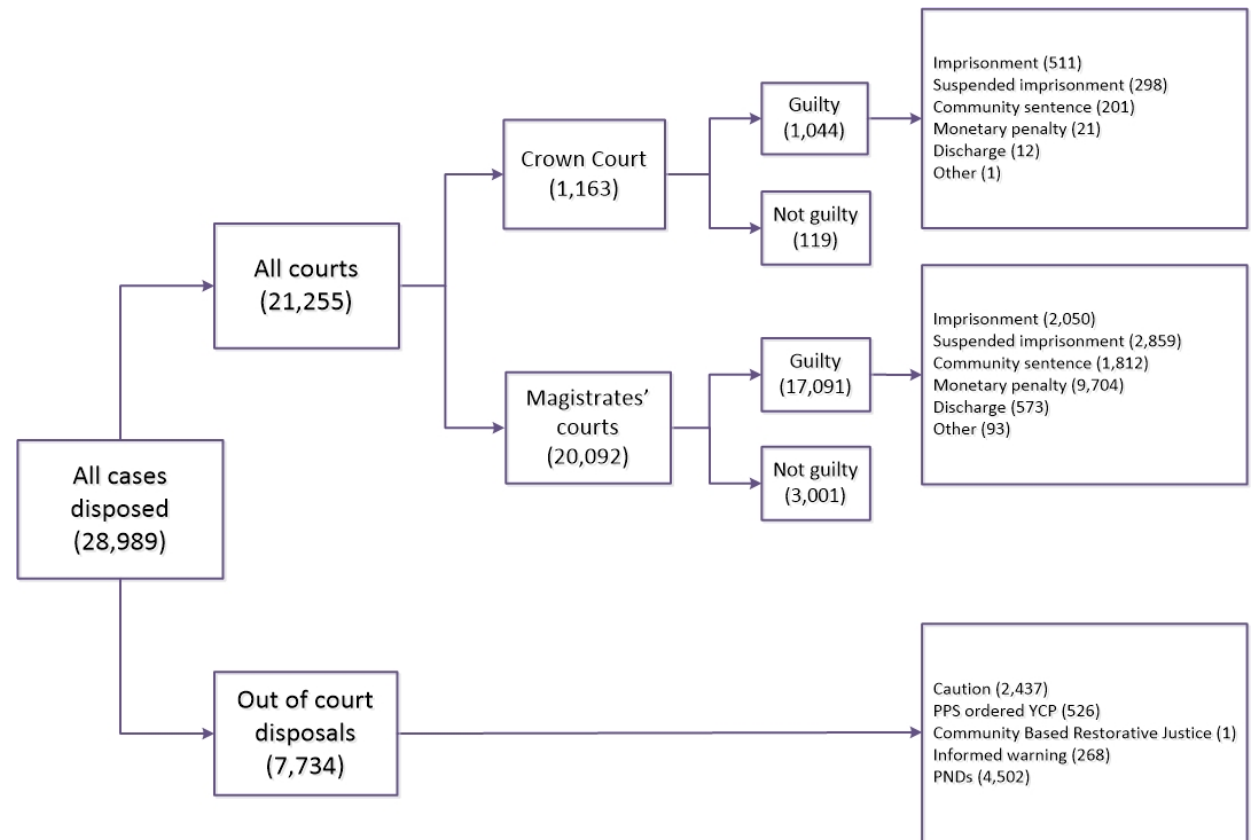 All cases
disposed
(28,989)
All courts
(21,255)
Crown Court
(1,163)
Guilty
(1,044)
Imprisonment (511)
Suspended imprisonment (298)
Community sentence (201)
Monetary penalty (21)
Discharge (12)
Other (1)
Not guilty
(119)
Magistrates’
courts
(20,092)
Guilty
(17,091)
Imprisonment (2,050)
Suspended imprisonment (2,859)
Community sentence (1,812)
Monetary penalty (9,704)
Discharge (573)
Other (93)
Not guilty
(3,001)
Out of court
disposals
(7,734)
Caution (2,437)
PPS ordered YCP (526)
Community Based Restorative Justice (1)
Informed warning (268)
PNDs (4,502)